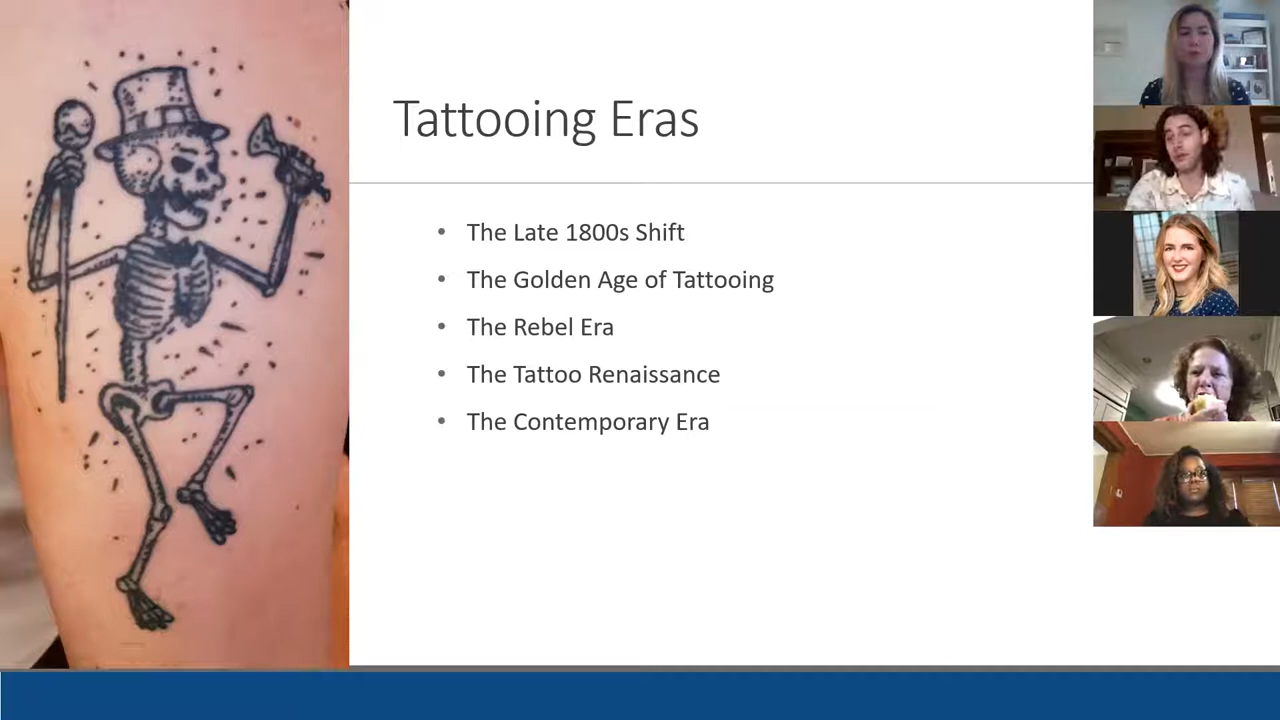 Tattooing Eras
• The Late 1800s Shift
• The Golden Age of Tattooing
• The Rebel Era
• The Tattoo Renaissance
• The Contemporary Era